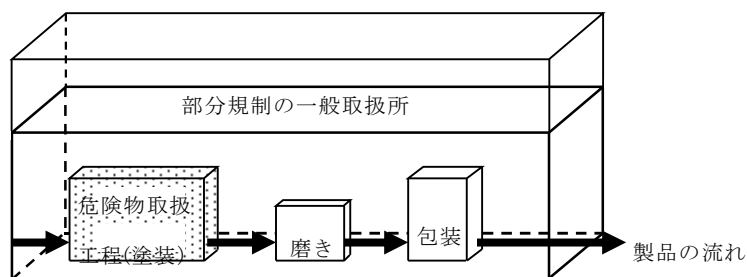 部分規制の一般取扱所
危険物取扱
工程(塗装)
磨き
包装
製品の流れ